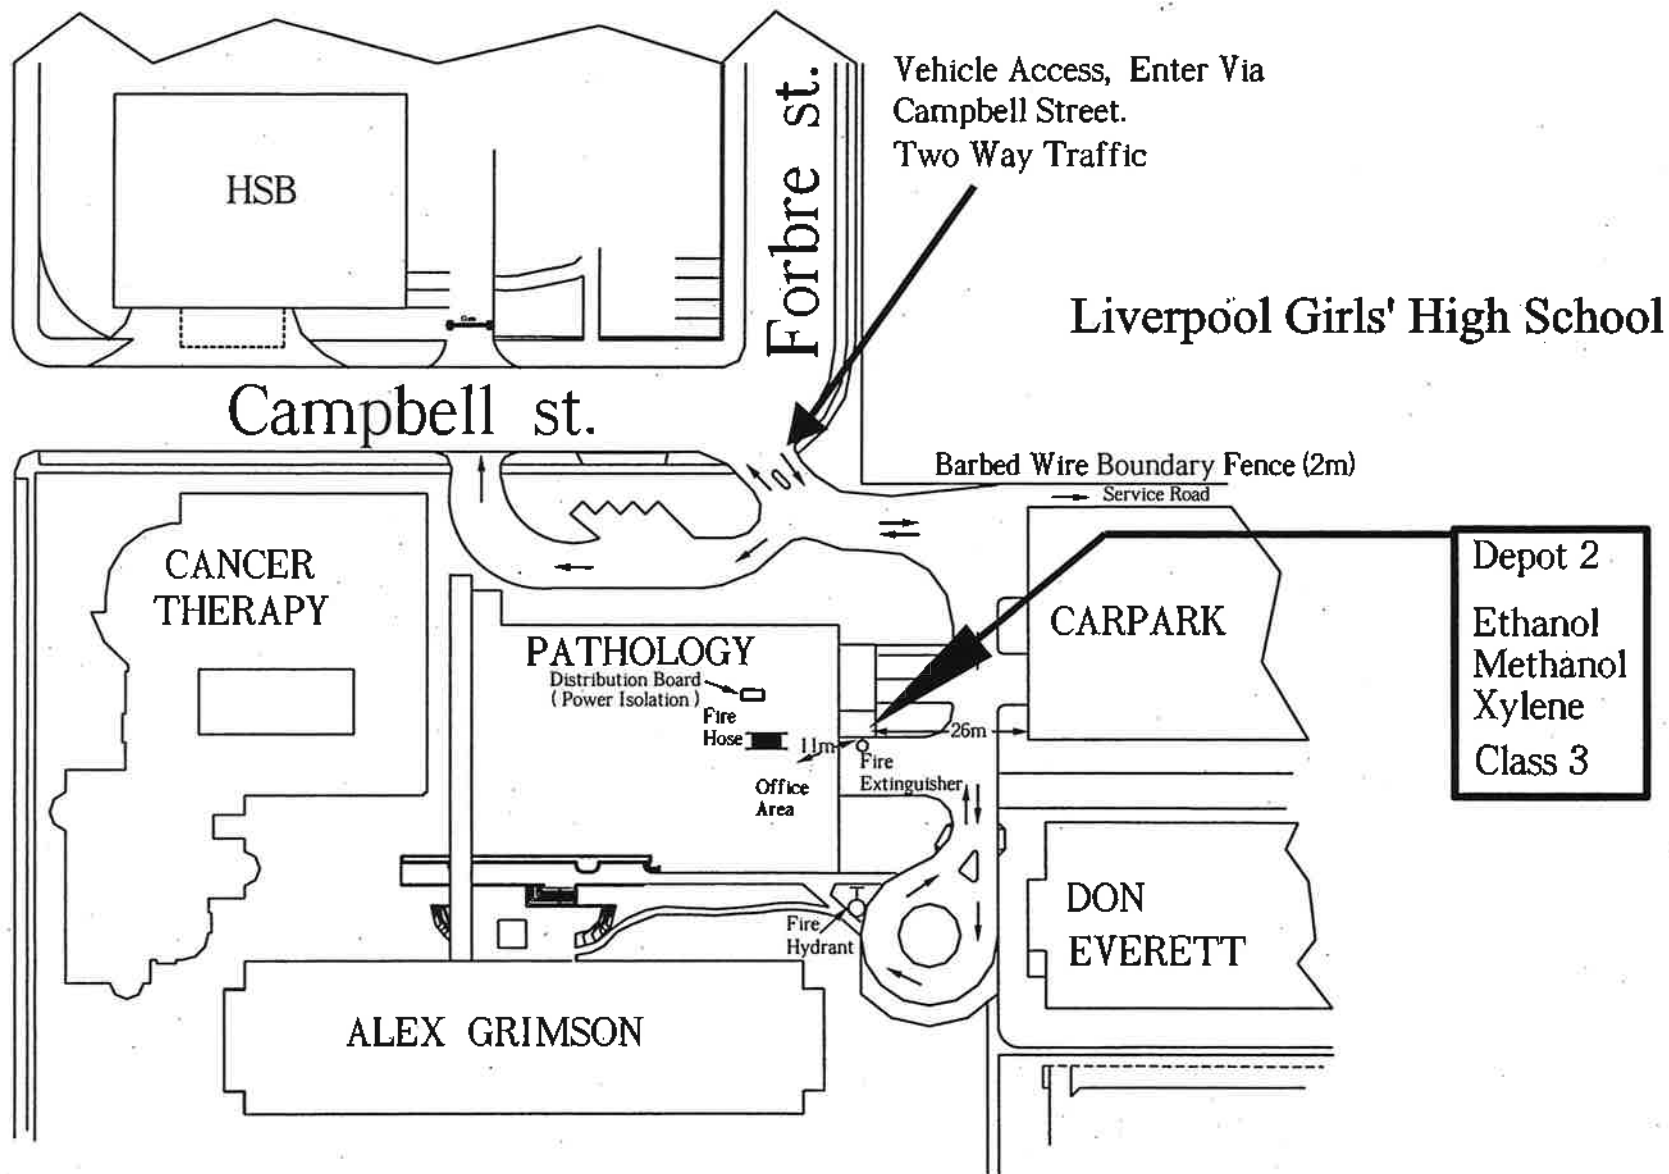 Vehicle Access, Enter Via
Campbell Street.
Two Way Traffic
Forbre st.
HSB
Liverpool Girls' High School
Campbell st.
Barbed Wire Boundary Fence (2m)
Service Road
Depot 2
Ethanol
Methanol
Xylene
Class 3
CANCER
THERAPY
CARPARK
PATHOLOGY
Distribution Board
( Power Isolation )
Fire
Hose
11m
26m
Fire
Extinguisher
Office
Area
DON
EVERETT
Fire
Hydrant
ALEX GRIMSON